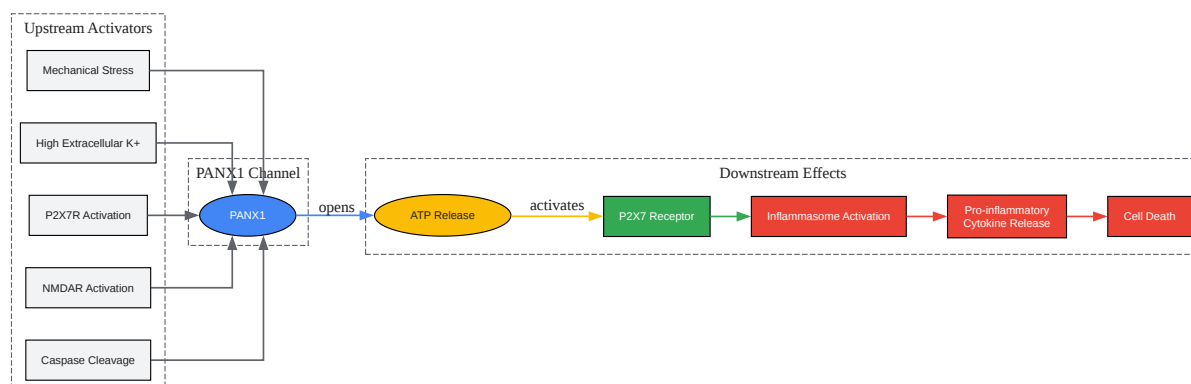 Upstream Activators
Mechanical Stress
High Extracellular K+
P2X7R Activation
NMDAR Activation
Caspase Cleavage
PANX1 Channel
PANX1
opens
Downstream Effects
ATP Release
activates
P2X7 Receptor
Inflammasome Activation
Pro-inflammatory
Cytokine Release
Cell Death